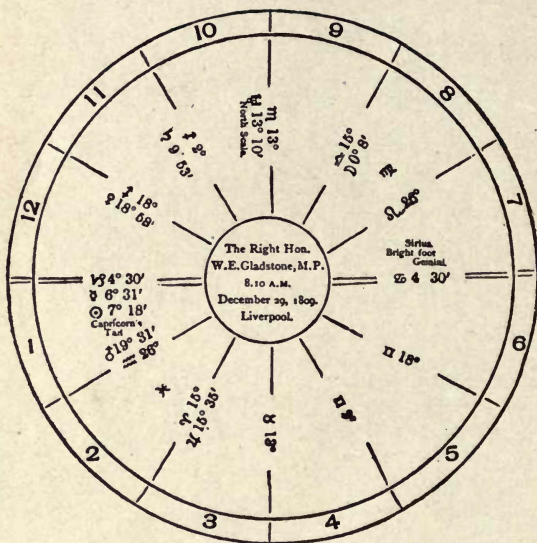 10
9
11
8
12
7
1
6
2
5
3
4
♏ 13°
♅ 13° 10'
North Scale
♐
♄ 9° 53'
♎ 15°
☽ 0° 8'
♍
♐ 18°
♀ 18° 58'
♌ 26°
The Right Hon.
W. E. Gladstone, M.P.
8.10 A.M.
December 29, 1809.
Liverpool.
♑ 4° 30'
☿ 6° 31'
☉ 7° 18'
Capricorn's
Tail
♂ 19° 31'
♒ 26°
Sirius.
Bright foot
Gemini.
♋ 4 30'
♓
♈ 15°
♃ 15° 35'
♉ 13°
♊
♊ 18°